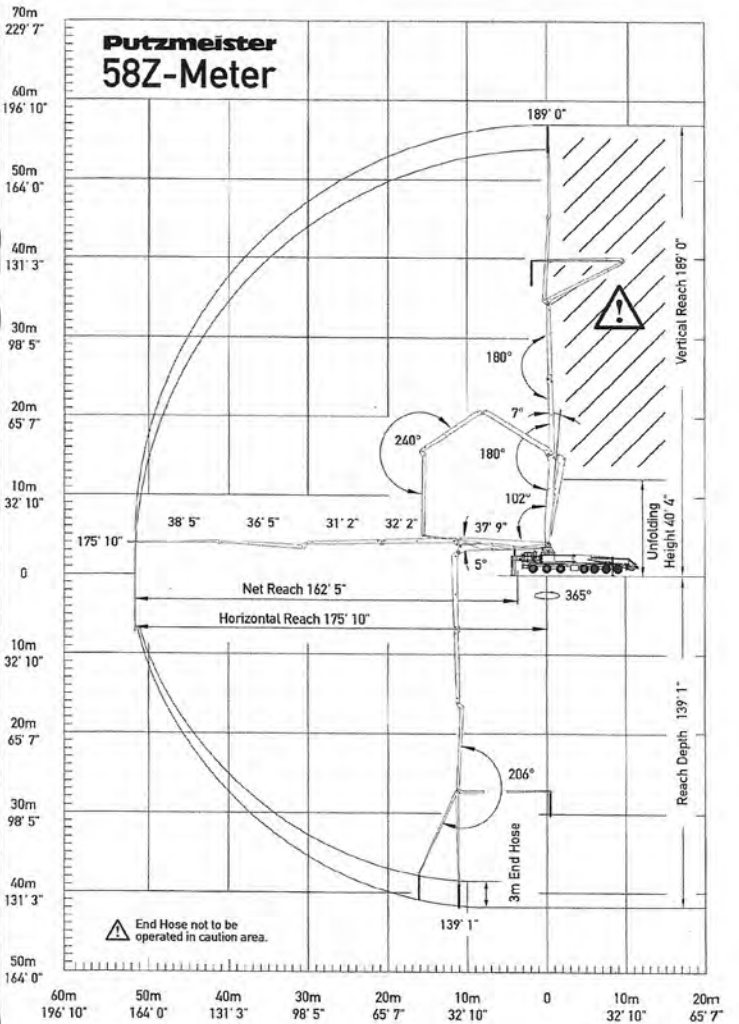 70m
229' 7"
Putzmeister
58Z-Meter
60m
196' 10"
189' 0"
50m
164' 0"
40m
131' 3"
Vertical Reach 189' 0"
30m
98' 5"
180°
20m
65' 7"
7°
240°
180°
10m
32' 10"
102°
Unfolding
Height 40' 4"
38' 5" 36' 5" 31' 2" 32' 2" 37' 9"
175' 10"
5°
0
Net Reach 162' 5"
365°
Horizontal Reach 175' 10"
10m
32' 10"
20m
65' 7"
Reach Depth 139' 1"
206°
30m
98' 5"
3m End Hose
40m
131' 3"
139' 1"
End Hose not to be
operated in caution area.
50m
164' 0"
60m 50m 40m 30m 20m 10m 0 10m 20m
196' 10" 164' 0" 131' 3" 98' 5" 65' 7" 32' 10" 32' 10" 65' 7"